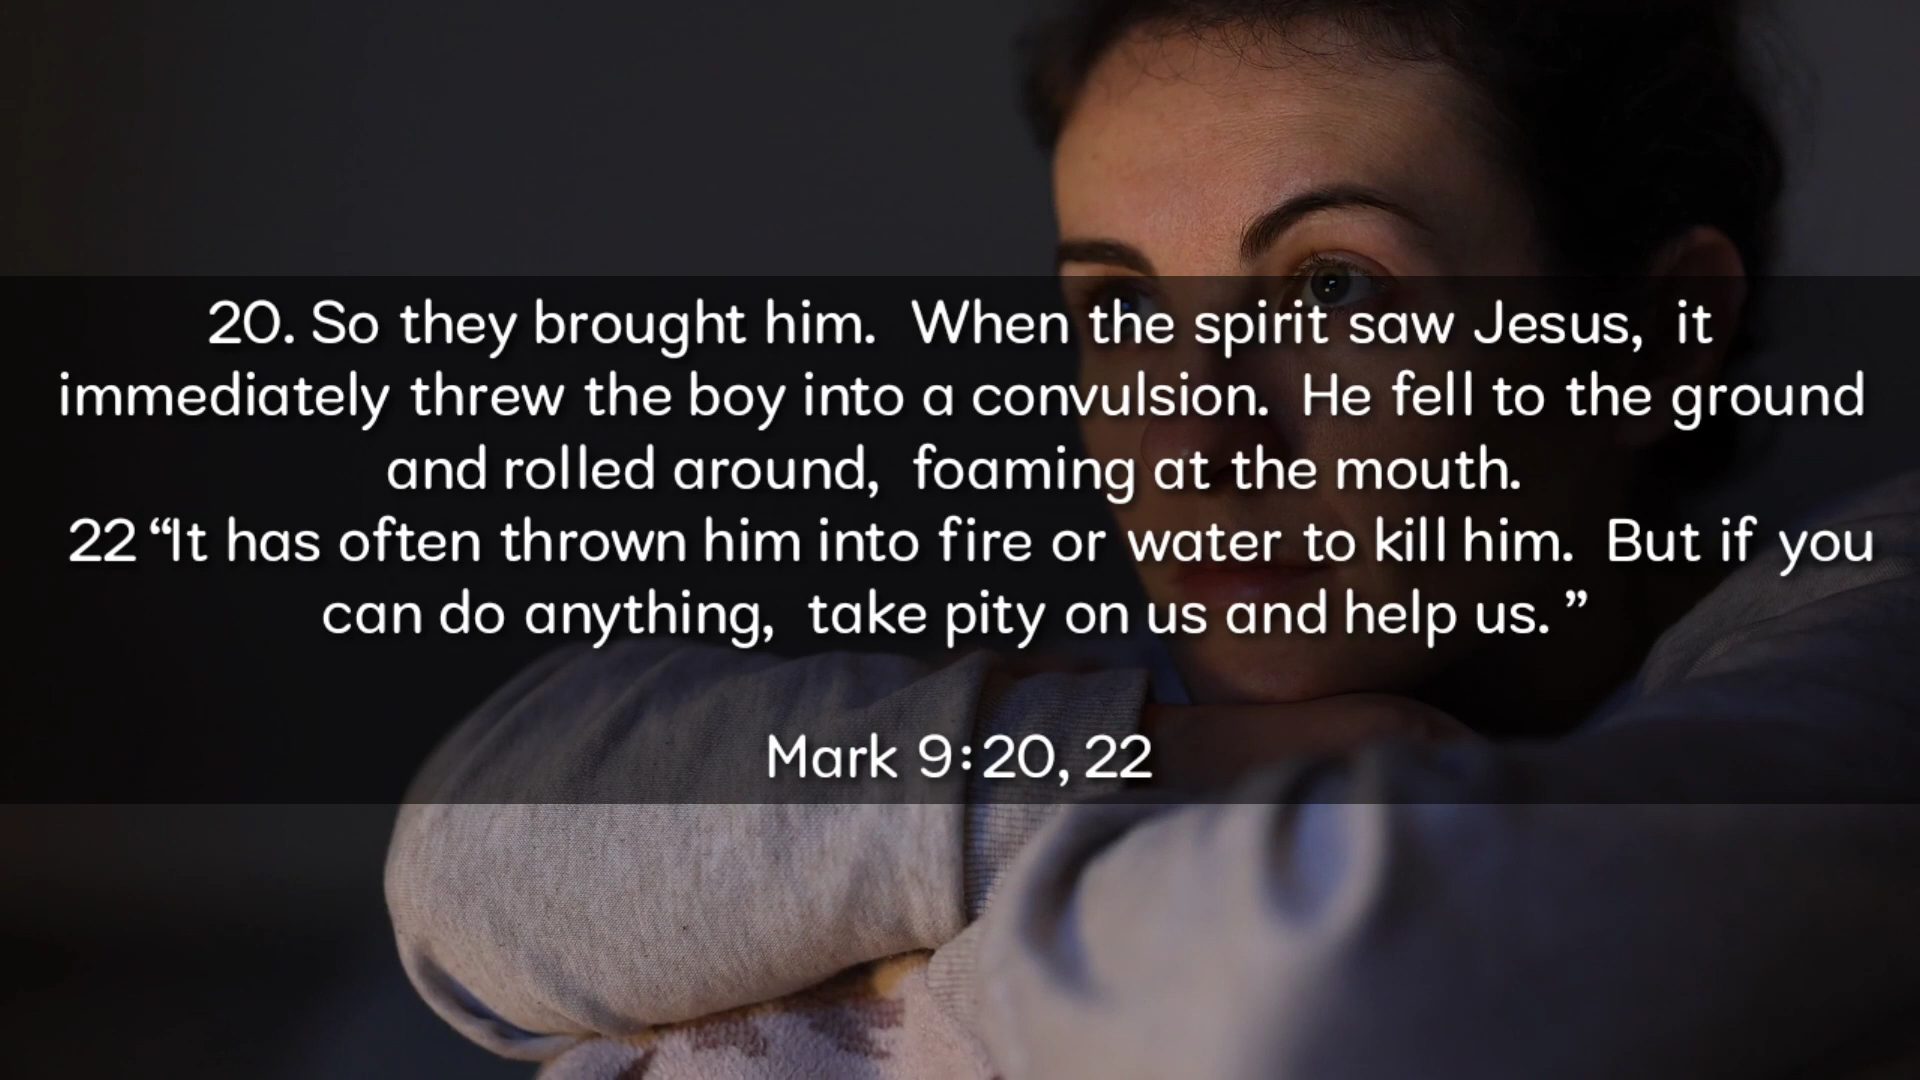 20. So they brought him. When the spirit saw Jesus, it
immediately threw the boy into a convulsion. He fell to the ground
and rolled around, foaming at the mouth.
22 “It has often thrown him into fire or water to kill him. But if you
can do anything, take pity on us and help us. ”
Mark 9:20, 22